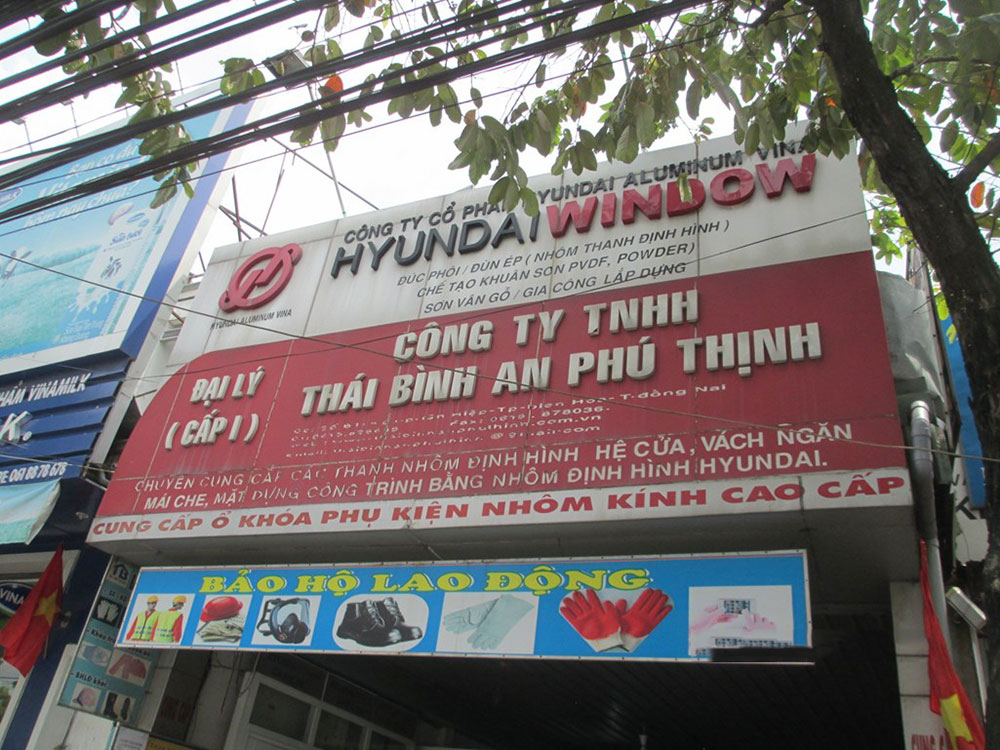 CÔNG TY CỔ PHẦN HYUNDAI ALUMINUM VINA
HYUNDAI WINDOW
ĐÚC PHÔI / ĐÙN ÉP ( NHÔM THANH ĐỊNH HÌNH )
CHẾ TẠO KHUÂN SƠN PVDF, POWDER)
SƠN VÂN GỖ / GIA CÔNG LẮP DỰNG
HYUNDAI ALUMINUM VINA
ĐẠI LÝ
( CẤP I )
CÔNG TY TNHH
THÁI BÌNH AN PHÚ THỊNH
T.đồng Nai
CHUYÊN CUNG CẤP CÁC THANH NHÔM ĐỊNH HÌNH HỆ CỬA, VÁCH NGĂN
MÁI CHE, MẶT DỰNG CÔNG TRÌNH BẰNG NHÔM ĐỊNH HÌNH HYUNDAI.
CUNG CẤP Ổ KHÓA PHỤ KIỆN NHÔM KÍNH CAO CẤP
BẢO HỘ LAO ĐỘNG
VINAMILK
K.